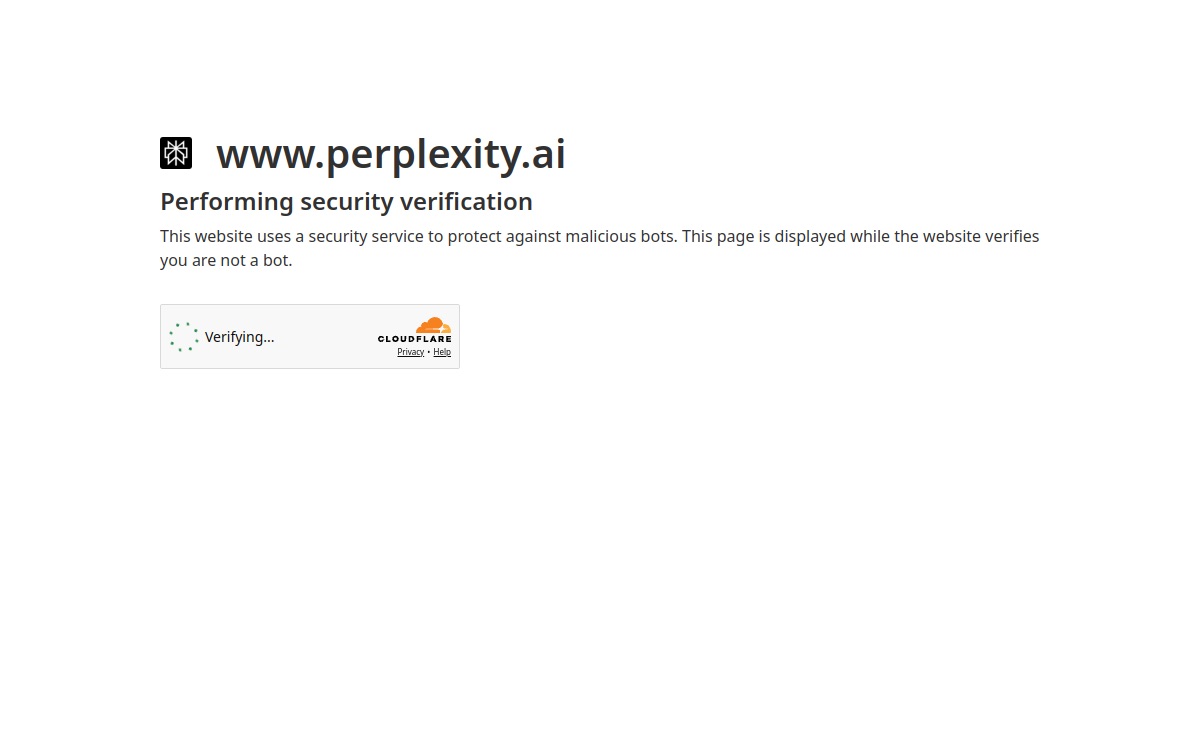 www.perplexity.ai
Performing security verification
This website uses a security service to protect against malicious bots. This page is displayed while the website verifies
you are not a bot.
Verifying...
CLOUDFLARE
Privacy • Help